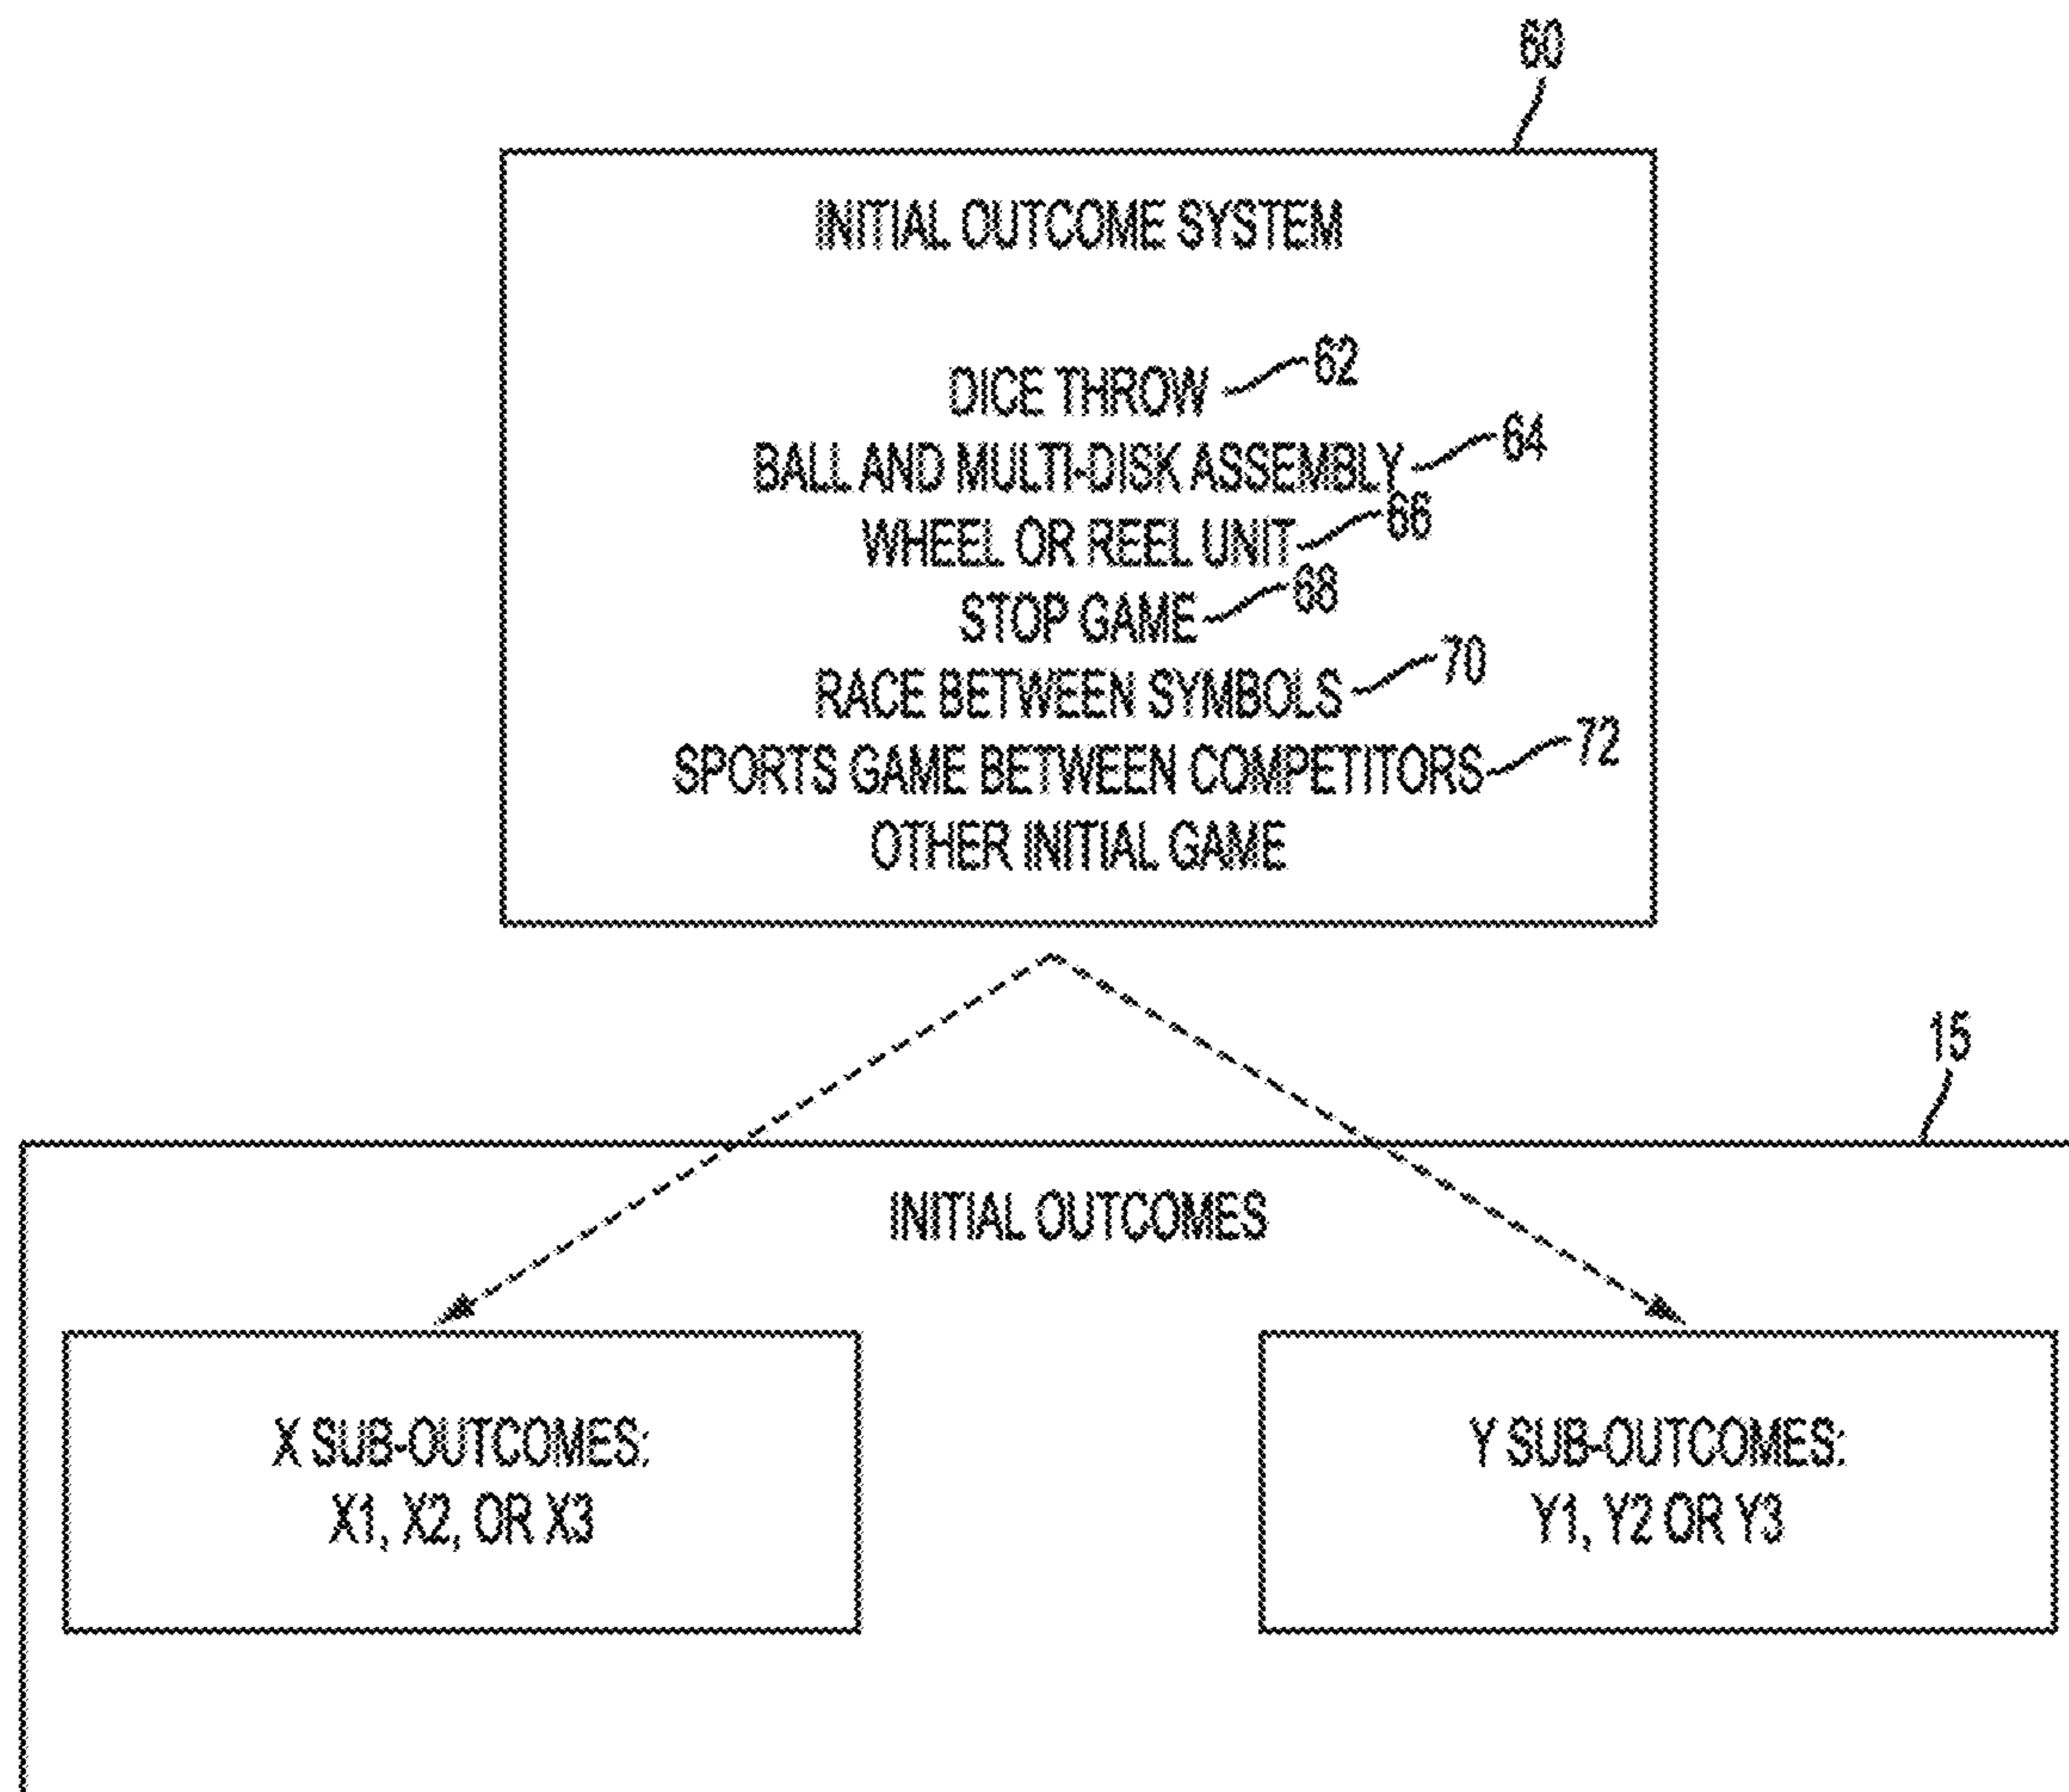 60
INITIAL OUTCOME SYSTEM
DICE THROW 62
BALL AND MULTI-DISK ASSEMBLY 64
WHEEL OR REEL UNIT 66
STOP GAME 68
RACE BETWEEN SYMBOLS 70
SPORTS GAME BETWEEN COMPETITORS 72
OTHER INITIAL GAME
15
INITIAL OUTCOMES
X SUB-OUTCOMES:
X1, X2, OR X3
Y SUB-OUTCOMES:
Y1, Y2 OR Y3